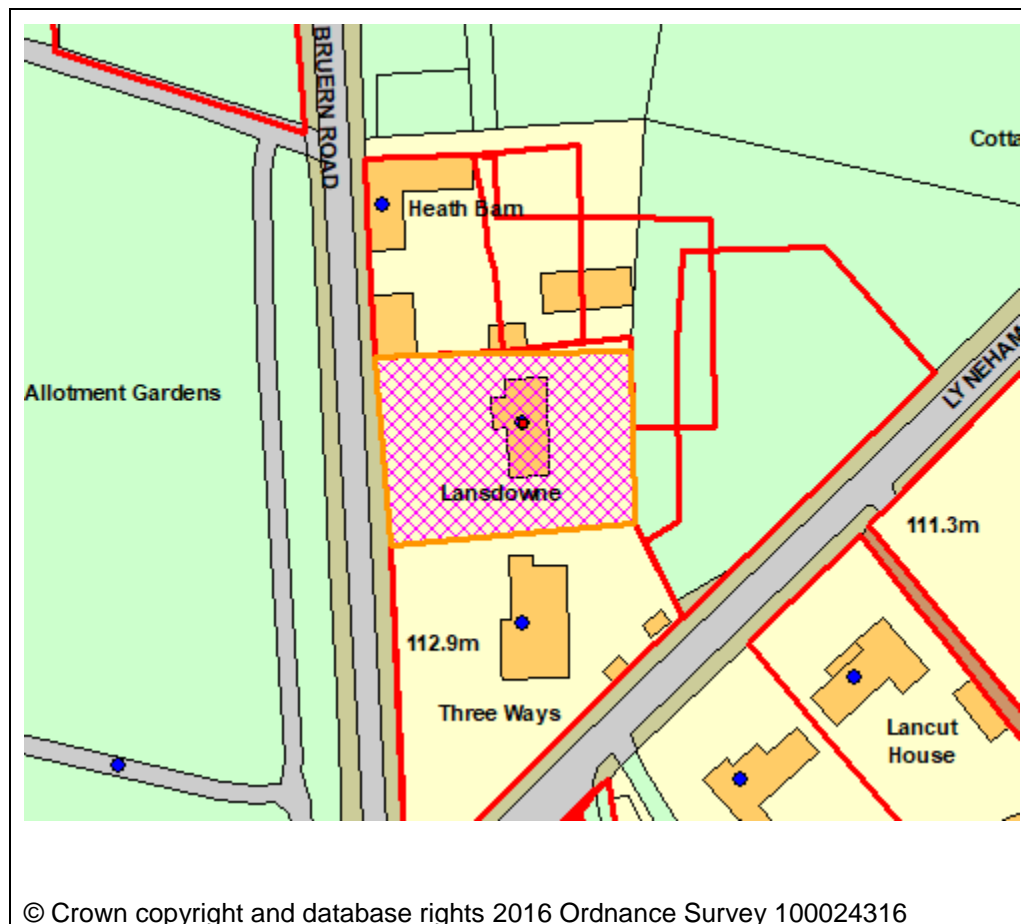 BRUERN ROAD
Cotta
Heath Barn
LYNEHAM
Allotment Gardens
Lansdowne
111.3m
112.9m
Three Ways
Lancut
House
© Crown copyright and database rights 2016 Ordnance Survey 100024316